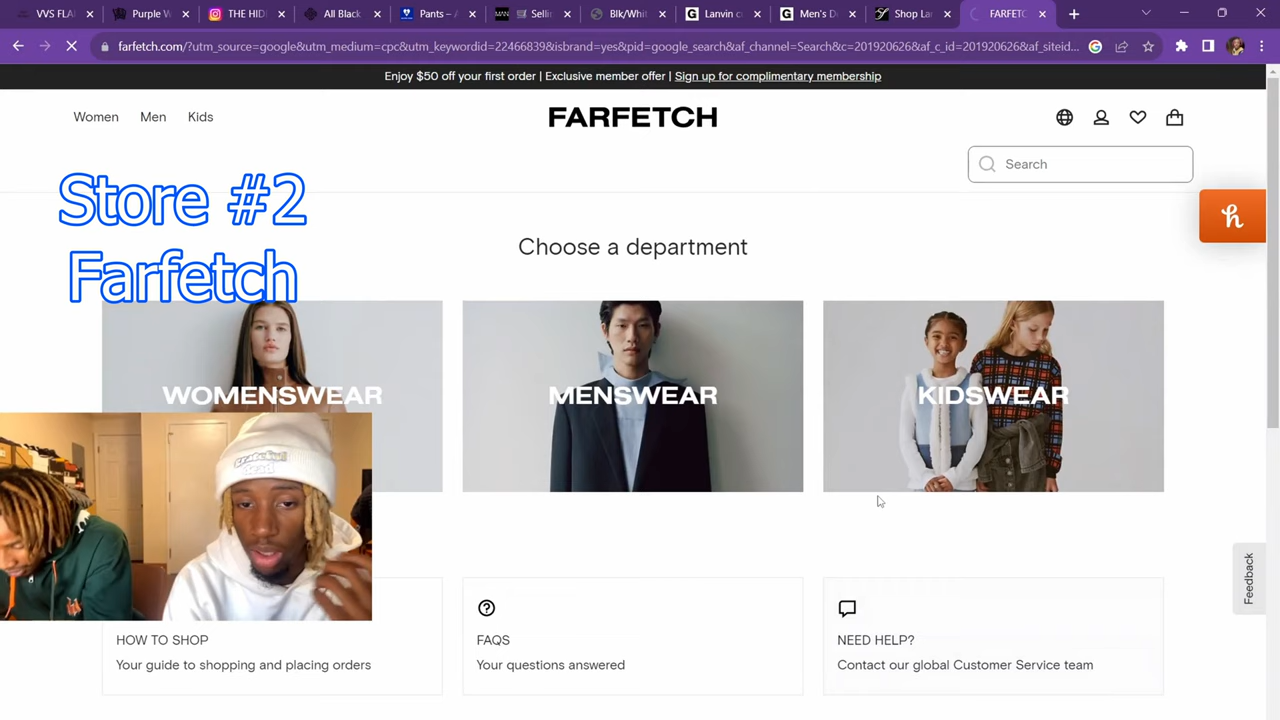 VVS FLA
Purple W
THE HID
All Black
Pants –
Sellin
Blk/Whit
Lanvin c
Men's D
Shop La
FARFETC
farfetch.com/?utm_source=google&utm_medium=cpc&utm_keywordid=22466839&isbrand=yes&pid=google_search&af_channel=Search&c=201920626&af_c_id=201920626&af_siteid...
Enjoy $50 off your first order | Exclusive member offer | Sign up for complimentary membership
Women Men Kids
FARFETCH
Search
Store #2
Farfetch
Choose a department
WOMENSWEAR
MENSWEAR
KIDSWEAR
Feedback
HOW TO SHOP
Your guide to shopping and placing orders
FAQS
Your questions answered
NEED HELP?
Contact our global Customer Service team